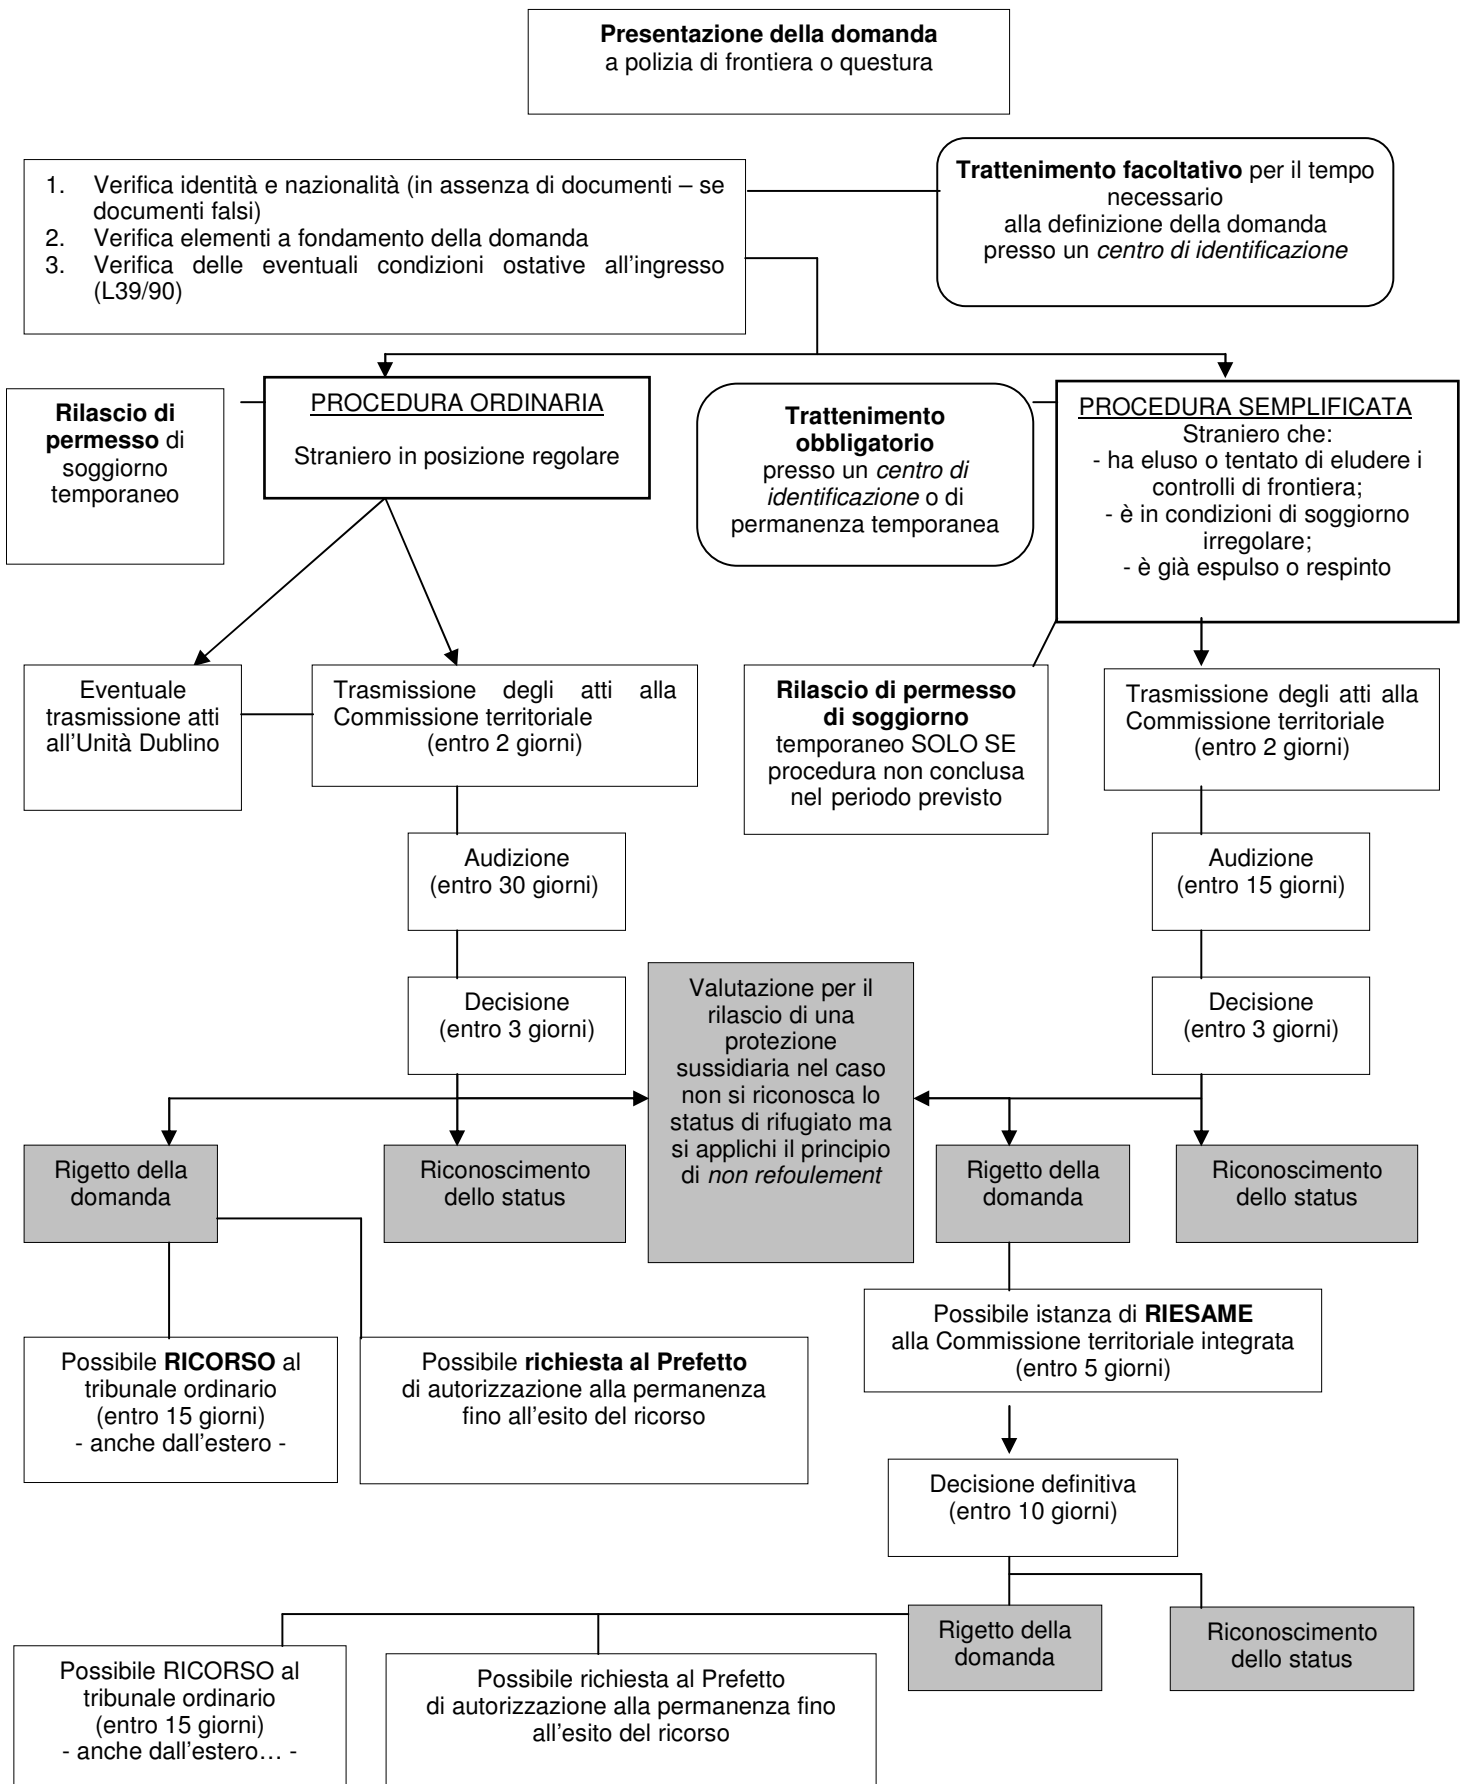 Presentazione della domanda
a polizia di frontiera o questura
1. Verifica identità e nazionalità (in assenza di documenti – se
documenti falsi)
2. Verifica elementi a fondamento della domanda
3. Verifica delle eventuali condizioni ostative all'ingresso
(L39/90)
Trattenimento facoltativo per il tempo
necessario
alla definizione della domanda
presso un centro di identificazione
Rilascio di
permesso di
soggiorno
temporaneo
PROCEDURA ORDINARIA
Straniero in posizione regolare
Trattenimento
obbligatorio
presso un centro di
identificazione o di
permanenza temporanea
PROCEDURA SEMPLIFICATA
Straniero che:
- ha eluso o tentato di eludere i
controlli di frontiera;
- è in condizioni di soggiorno
irregolare;
- è già espulso o respinto
Eventuale
trasmissione atti
all'Unità Dublino
Trasmissione degli atti alla
Commissione territoriale
(entro 2 giorni)
Rilascio di permesso
di soggiorno
temporaneo SOLO SE
procedura non conclusa
nel periodo previsto
Trasmissione degli atti alla
Commissione territoriale
(entro 2 giorni)
Audizione
(entro 30 giorni)
Audizione
(entro 15 giorni)
Decisione
(entro 3 giorni)
Valutazione per il
rilascio di una
protezione
sussidiaria nel caso
non si riconosca lo
status di rifugiato ma
si applichi il principio
di non refoulement
Decisione
(entro 3 giorni)
Rigetto della
domanda
Riconoscimento
dello status
Rigetto della
domanda
Riconoscimento
dello status
Possibile istanza di RIESAME
alla Commissione territoriale integrata
(entro 5 giorni)
Possibile RICORSO al
tribunale ordinario
(entro 15 giorni)
- anche dall'estero -
Possibile richiesta al Prefetto
di autorizzazione alla permanenza
fino all'esito del ricorso
Decisione definitiva
(entro 10 giorni)
Rigetto della
domanda
Riconoscimento
dello status
Possibile RICORSO al
tribunale ordinario
(entro 15 giorni)
- anche dall'estero… -
Possibile richiesta al Prefetto
di autorizzazione alla permanenza fino
all'esito del ricorso